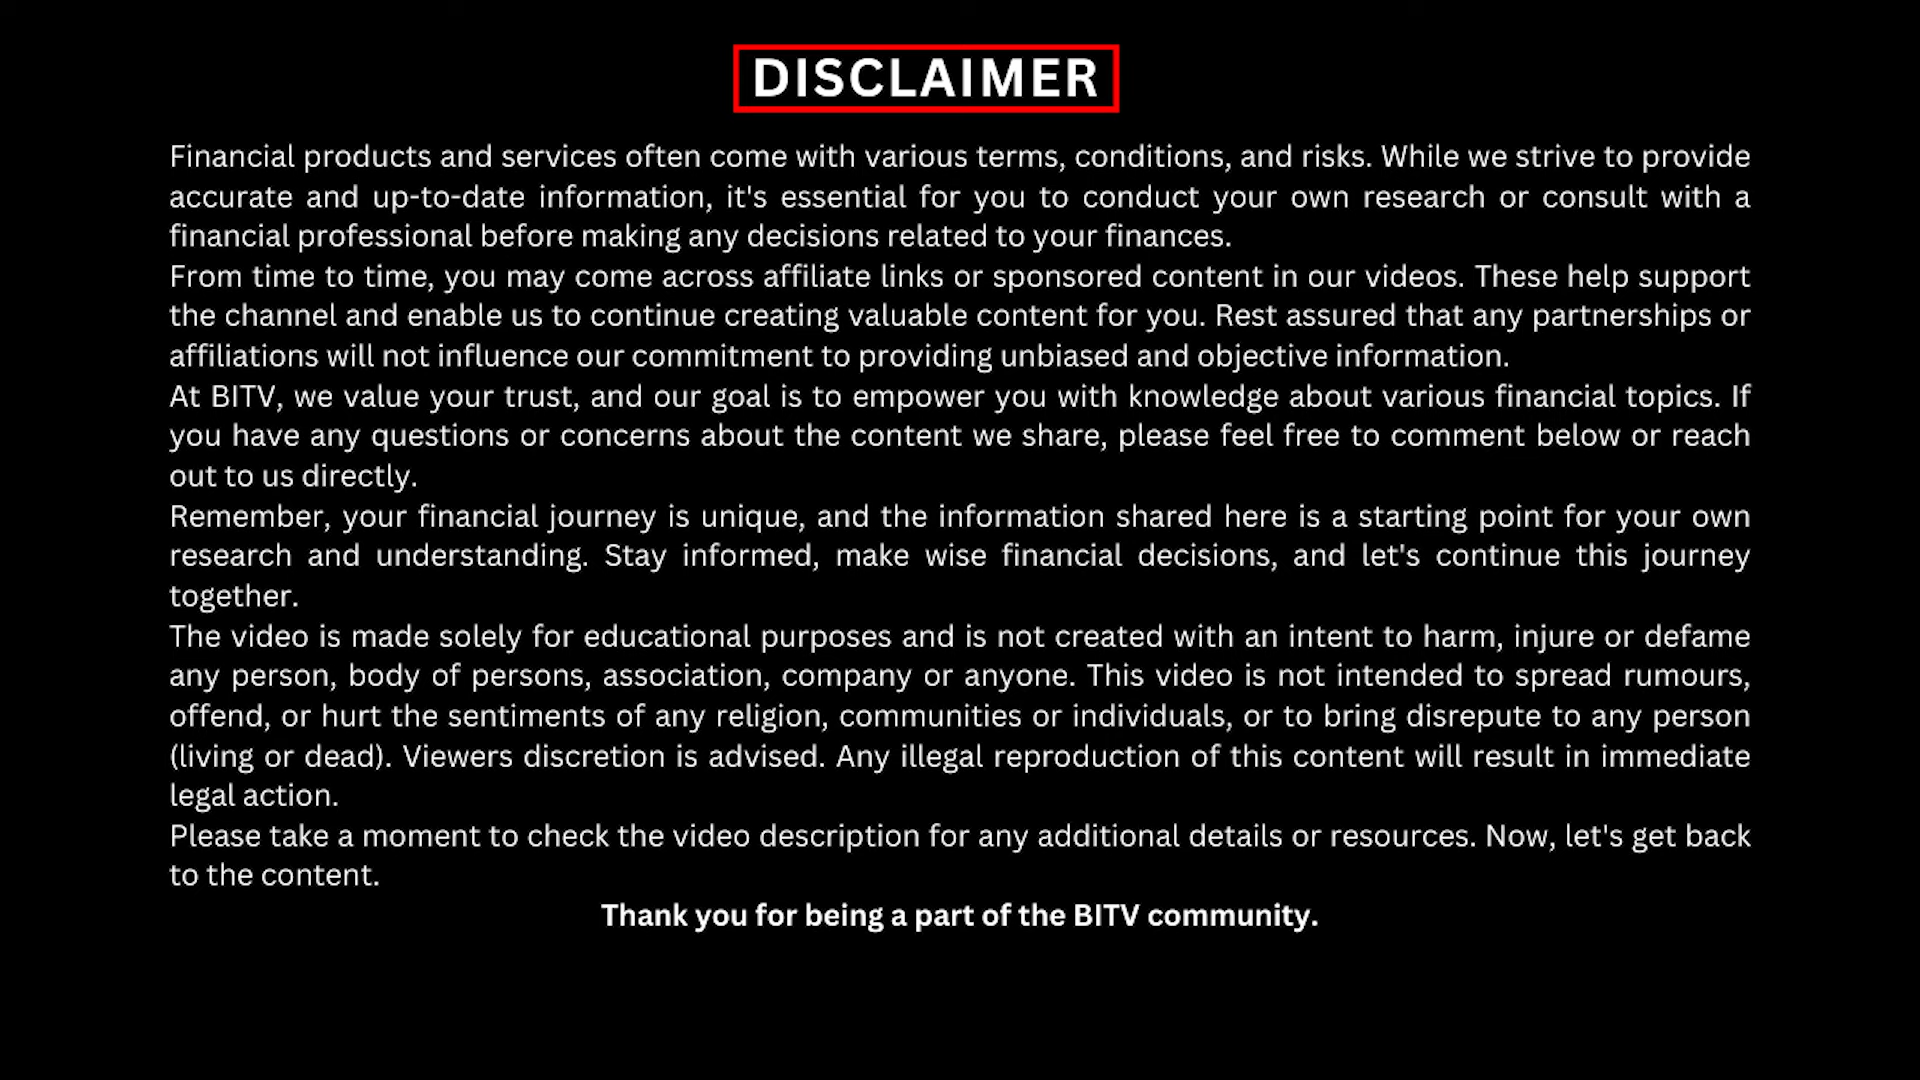 DISCLAIMER
Financial products and services often come with various terms, conditions, and risks. While we strive to provide
accurate and up-to-date information, it's essential for you to conduct your own research or consult with a
financial professional before making any decisions related to your finances.
From time to time, you may come across affiliate links or sponsored content in our videos. These help support
the channel and enable us to continue creating valuable content for you. Rest assured that any partnerships or
affiliations will not influence our commitment to providing unbiased and objective information.
At BITV, we value your trust, and our goal is to empower you with knowledge about various financial topics. If
you have any questions or concerns about the content we share, please feel free to comment below or reach
out to us directly.
Remember, your financial journey is unique, and the information shared here is a starting point for your own
research and understanding. Stay informed, make wise financial decisions, and let's continue this journey
together.
The video is made solely for educational purposes and is not created with an intent to harm, injure or defame
any person, body of persons, association, company or anyone. This video is not intended to spread rumours,
offend, or hurt the sentiments of any religion, communities or individuals, or to bring disrepute to any person
(living or dead). Viewers discretion is advised. Any illegal reproduction of this content will result in immediate
legal action.
Please take a moment to check the video description for any additional details or resources. Now, let's get back
to the content.
Thank you for being a part of the BITV community.